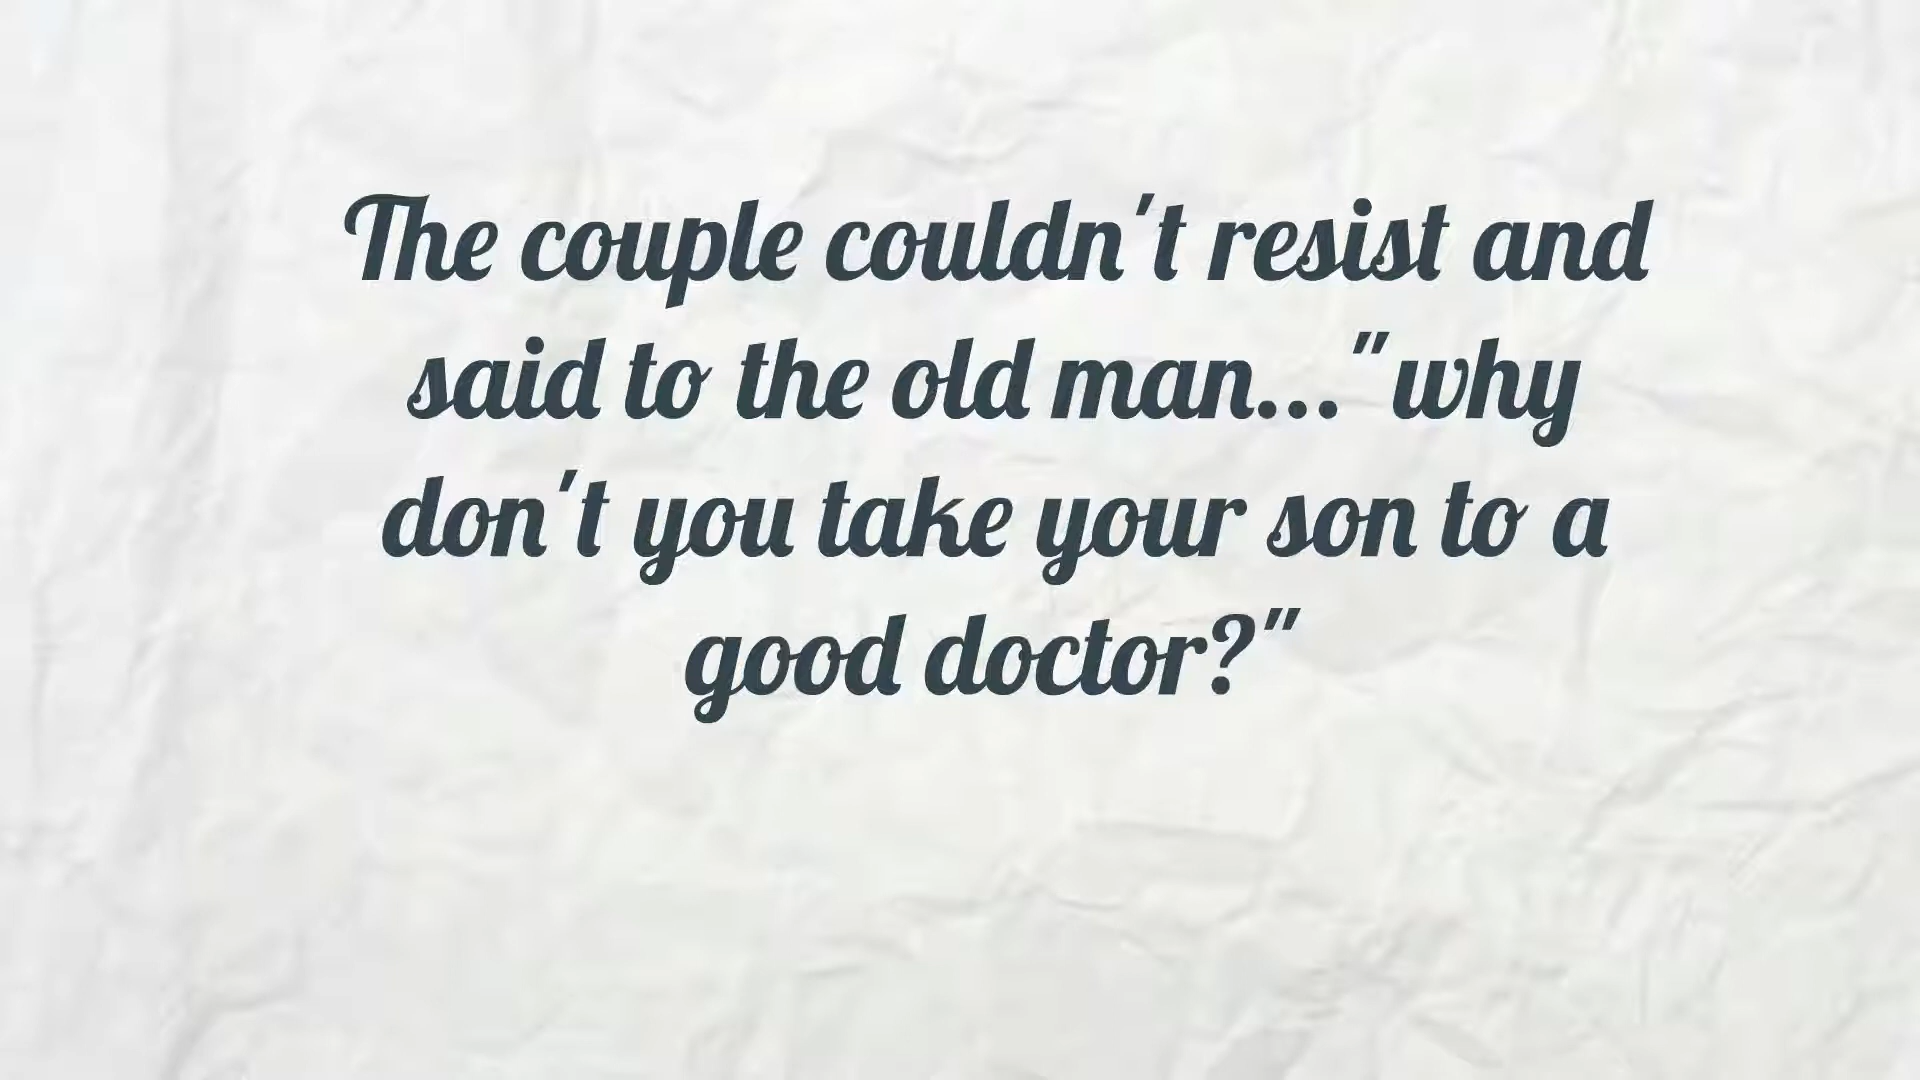 The couple couldn't resist and
said to the old man..."why
don't you take your son to a
good doctor?"